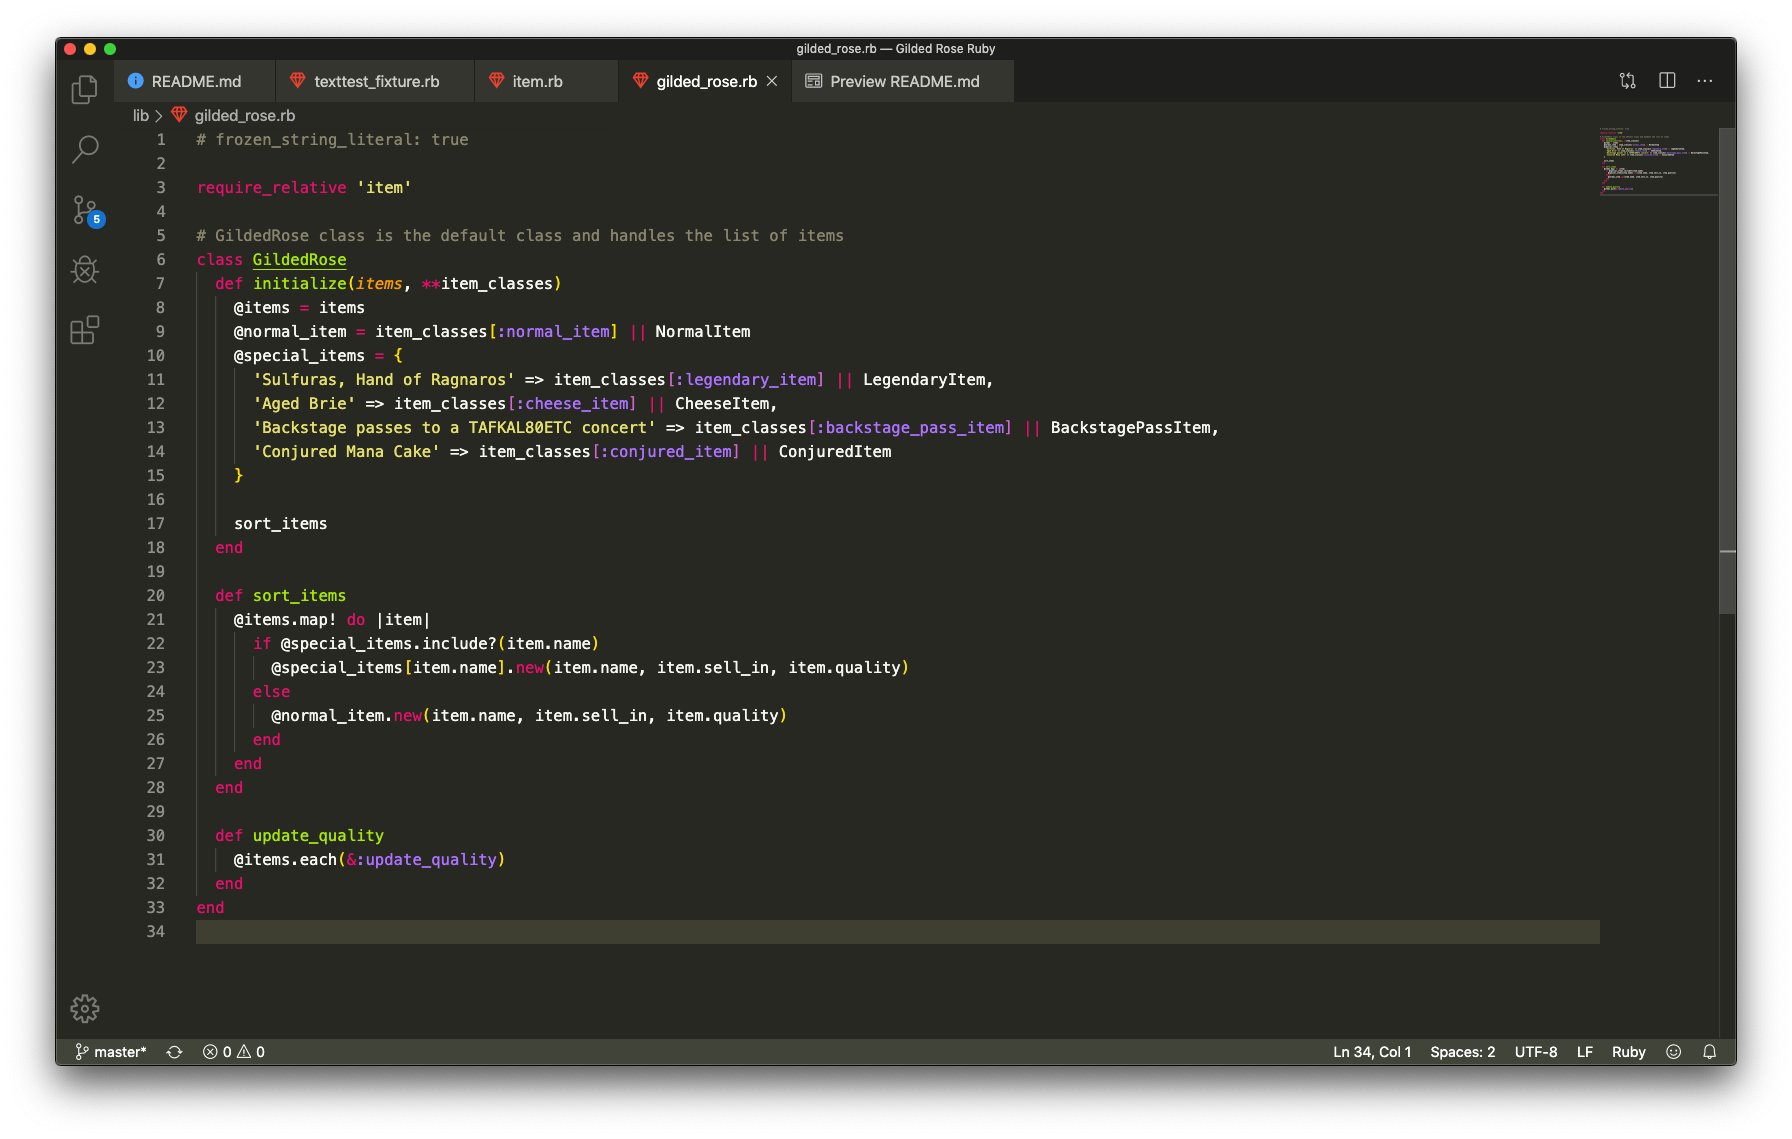 gilded_rose.rb — Gilded Rose Ruby
README.md texttest_fixture.rb item.rb gilded_rose.rb Preview README.md
lib > gilded_rose.rb
1 # frozen_string_literal: true
2
3 require_relative 'item'
4
5 # GildedRose class is the default class and handles the list of items
6 class GildedRose
7 def initialize(items, **item_classes)
8 @items = items
9 @normal_item = item_classes[:normal_item] || NormalItem
10 @special_items = {
11 'Sulfuras, Hand of Ragnaros' => item_classes[:legendary_item] || LegendaryItem,
12 'Aged Brie' => item_classes[:cheese_item] || CheeseItem,
13 'Backstage passes to a TAFKAL80ETC concert' => item_classes[:backstage_pass_item] || BackstagePassItem,
14 'Conjured Mana Cake' => item_classes[:conjured_item] || ConjuredItem
15 }
16
17 sort_items
18 end
19
20 def sort_items
21 @items.map! do |item|
22 if @special_items.include?(item.name)
23 @special_items[item.name].new(item.name, item.sell_in, item.quality)
24 else
25 @normal_item.new(item.name, item.sell_in, item.quality)
26 end
27 end
28 end
29
30 def update_quality
31 @items.each(&:update_quality)
32 end
33 end
34
5
master* 0 0 Ln 34, Col 1 Spaces: 2 UTF-8 LF Ruby